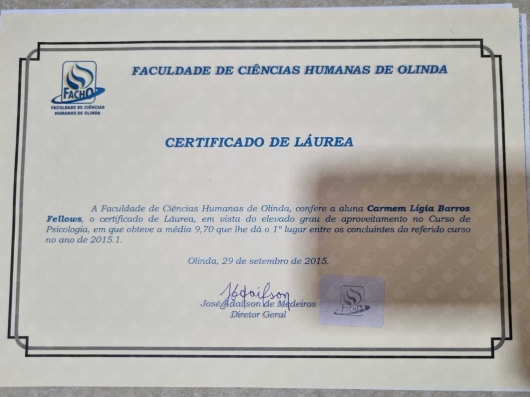 FACULDADE DE CIÊNCIAS HUMANAS DE OLINDA
FACHO
FACULDADE DE CIÊNCIAS
HUMANAS DE OLINDA
CERTIFICADO DE LÁUREA
A Faculdade de Ciências Humanas de Olinda, confere a aluna Carmem Lígia Barros
Fellows, o certificado de Láurea, em vista do elevado grau de aproveitamento no Curso de
Psicologia, em que obteve a média 9,70 que lhe dá o 1º lugar entre os concluintes do referido curso
no ano de 2015.1.
Olinda, 29 de setembro de 2015.
José Adailson de Medeiros
Diretor Geral